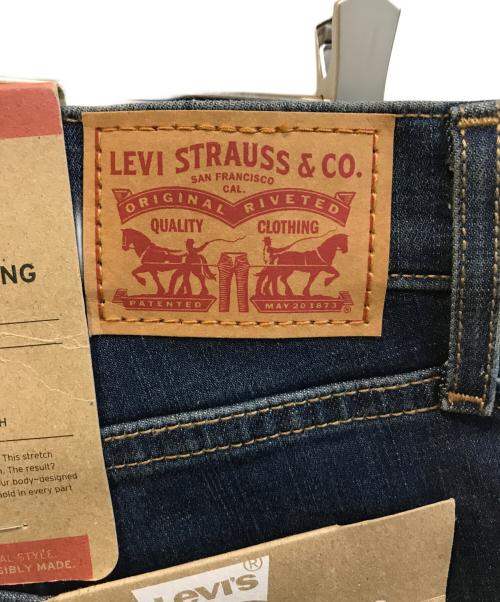 LEVI STRAUSS & CO.
SAN FRANCISCO
CAL.
ORIGINAL RIVETED
QUALITY CLOTHING
PATENTED MAY 20 1873 ®
NG
H
This stretch
. The result?
ur body-designed
old in every part
AL STYLE.
SIBLY MADE.
Levi's ®